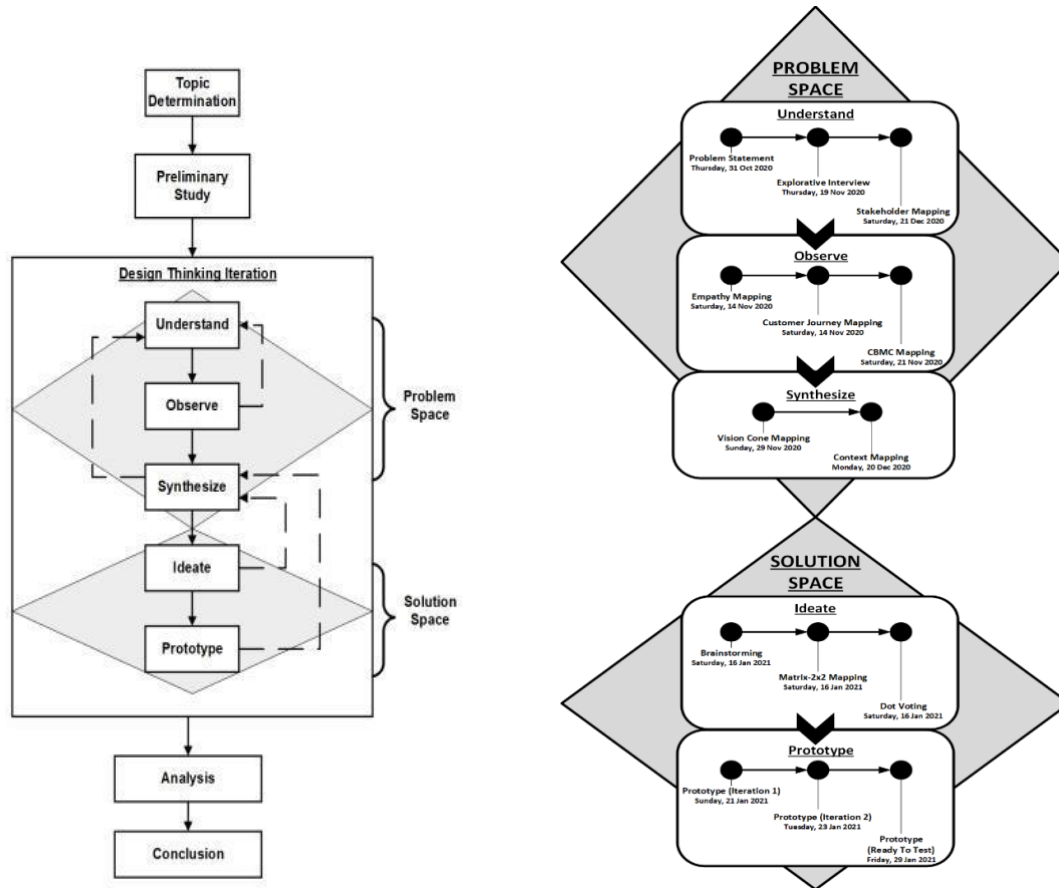 Topic
Determination
Preliminary
Study
Design Thinking Iteration
Understand
Observe
Synthesize
Ideate
Prototype
Problem
Space
Solution
Space
Analysis
Conclusion
PROBLEM
SPACE
Understand
Problem Statement
Thursday, 31 Oct 2020
Explorative Interview
Thursday, 19 Nov 2020
Stakeholder Mapping
Saturday, 21 Dec 2020
Observe
Empathy Mapping
Saturday, 14 Nov 2020
Customer Journey Mapping
Saturday, 14 Nov 2020
CBMC Mapping
Saturday, 21 Nov 2020
Synthesize
Vision Cone Mapping
Sunday, 29 Nov 2020
Context Mapping
Monday, 20 Dec 2020
SOLUTION
SPACE
Ideate
Brainstorming
Saturday, 16 Jan 2021
Matrix-2x2 Mapping
Saturday, 16 Jan 2021
Dot Voting
Saturday, 16 Jan 2021
Prototype
Prototype (Iteration 1)
Sunday, 21 Jan 2021
Prototype (Iteration 2)
Tuesday, 23 Jan 2021
Prototype
(Ready To Test)
Friday, 29 Jan 2021